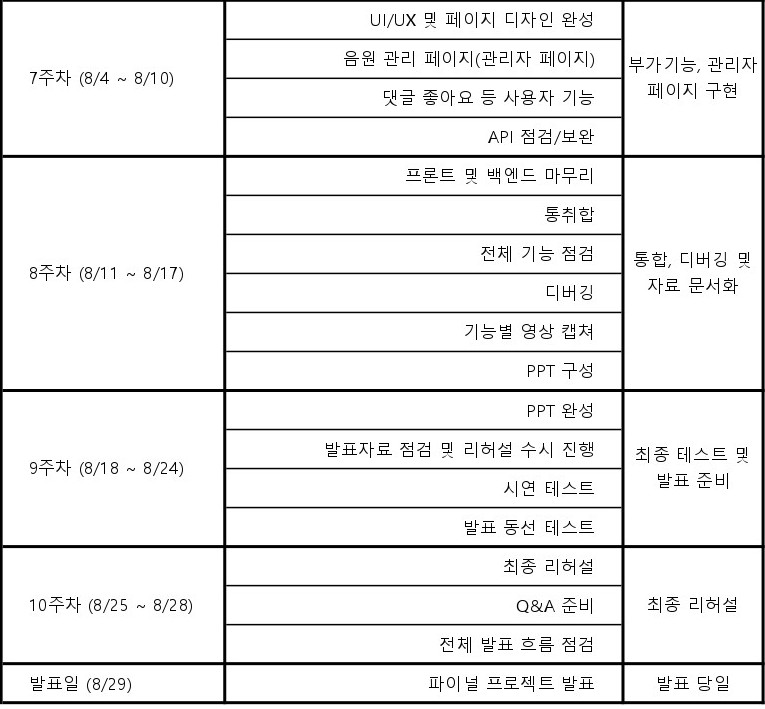 7주차 (8/4 ~ 8/10)
UI/UX 및 페이지 디자인 완성
음원 관리 페이지(관리자 페이지)
댓글 좋아요 등 사용자 기능
API 점검/보완
부가기능, 관리자
페이지 구현
8주차 (8/11 ~ 8/17)
프론트 및 백엔드 마무리
통취합
전체 기능 점검
디버깅
기능별 영상 캡쳐
PPT 구성
통합, 디버깅 및
자료 문서화
9주차 (8/18 ~ 8/24)
PPT 완성
발표자료 점검 및 리허설 수시 진행
시연 테스트
발표 동선 테스트
최종 테스트 및
발표 준비
10주차 (8/25 ~ 8/28)
최종 리허설
Q&A 준비
전체 발표 흐름 점검
최종 리허설
발표일 (8/29)
파이널 프로젝트 발표
발표 당일